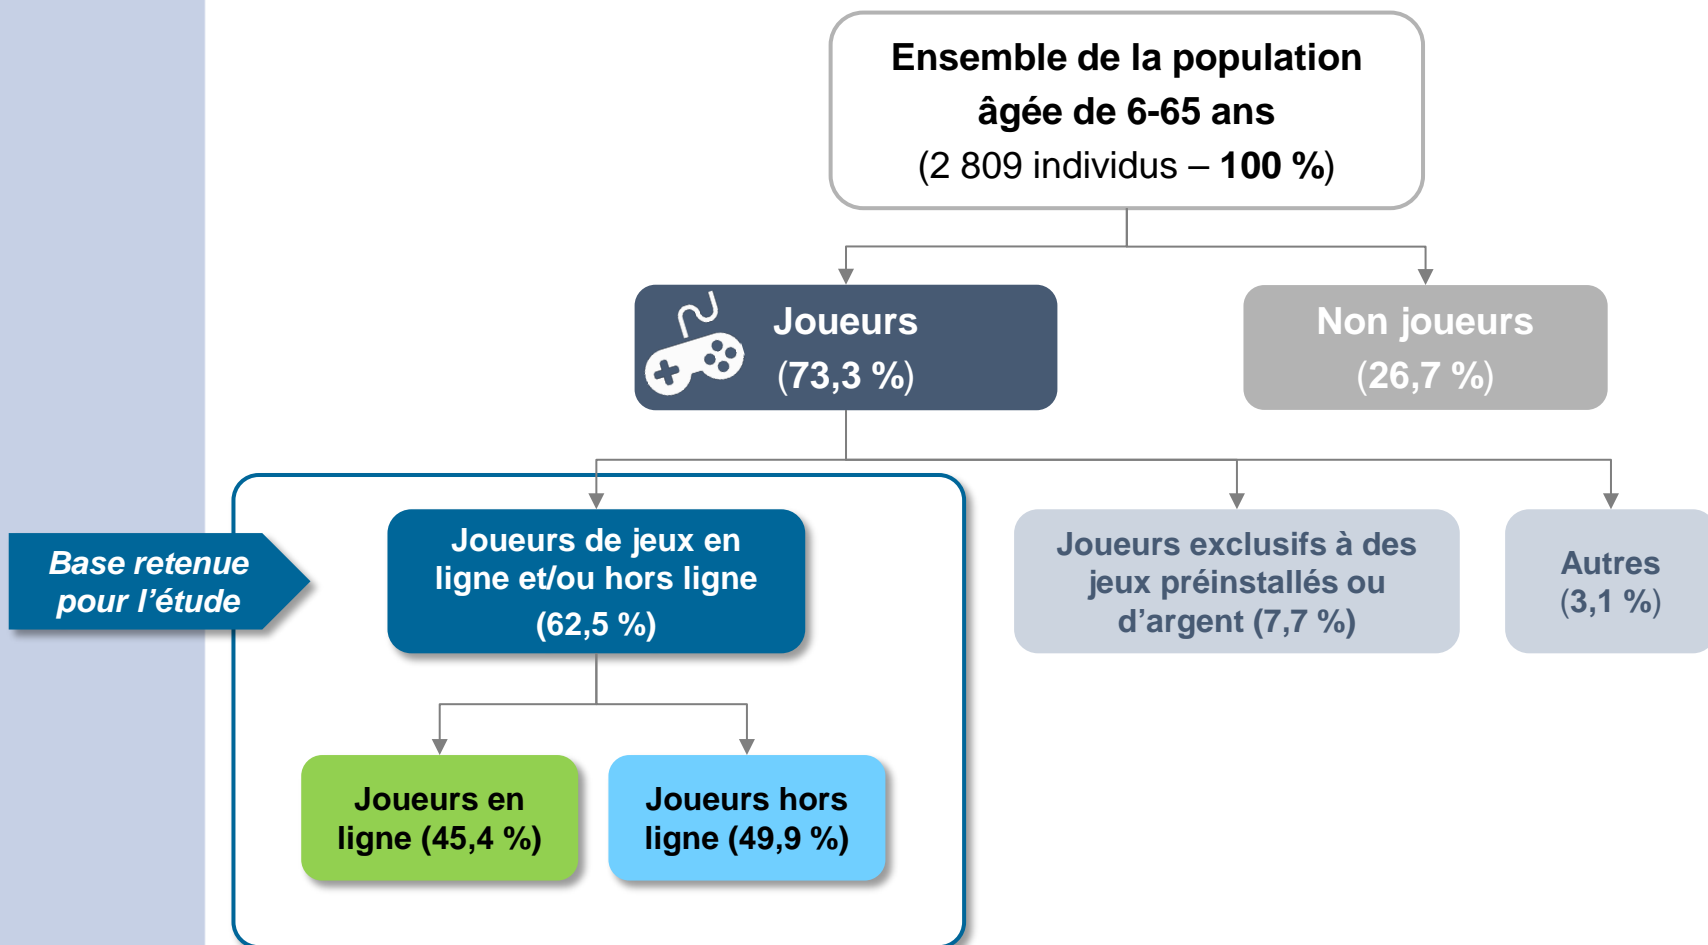 Ensemble de la population
âgée de 6-65 ans
(2 809 individus – 100 %)
Joueurs
(73,3 %)
Non joueurs
(26,7 %)
Base retenue
pour l'étude
Joueurs de jeux en
ligne et/ou hors ligne
(62,5 %)
Joueurs exclusifs à des
jeux préinstallés ou
d'argent (7,7 %)
Autres
(3,1 %)
Joueurs en
ligne (45,4 %)
Joueurs hors
ligne (49,9 %)